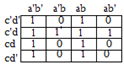 a'b' a'b ab ab'
c'd' 1 0 1 0
c'd 1 1 1 1
cd 1 0 1 0
cd' 1 0 1 0